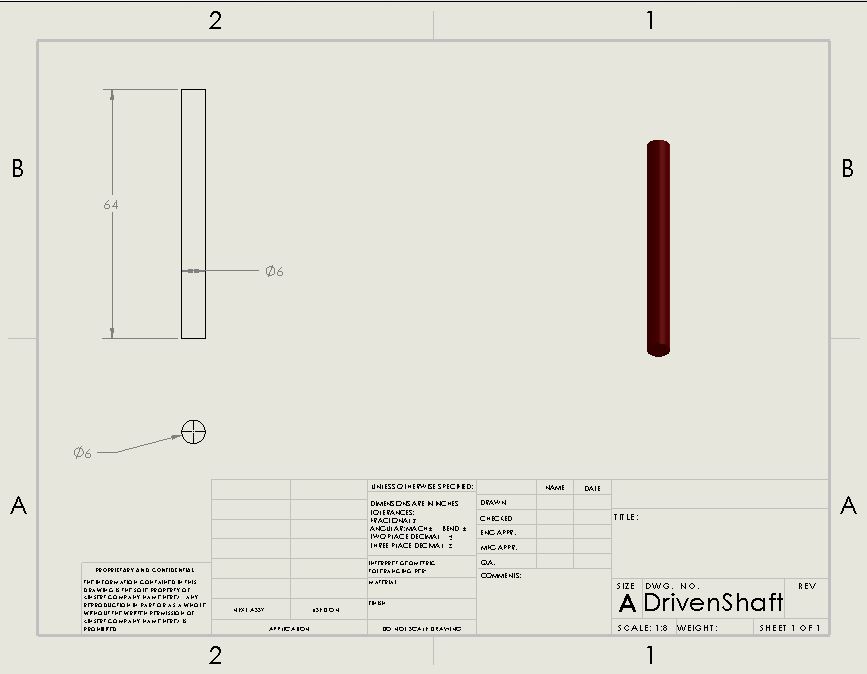 2
1
B
B
64
Ø6
Ø6
A
A
UNLESS OTHERWISE SPECIFIED:
NAME
DATE
DIMENSIONS ARE IN INCHES
TOLERANCES:
FRACTIONAL ±
ANGULAR: MACH ± BEND ±
TWO PLACE DECIMAL ±
THREE PLACE DECIMAL ±
DRAWN
CHECKED
ENG APPR.
MFG APPR.
Q.A.
COMMENTS:
TITLE:
INTERPRET GEOMETRIC
TOLERANCING PER:
MATERIAL
FINISH
DO NOT SCALE DRAWING
PROPRIETARY AND CONFIDENTIAL
THE INFORMATION CONTAINED IN THIS
DRAWING IS THE SOLE PROPERTY OF
<INSERT COMPANY NAME HERE>. ANY
REPRODUCTION IN PART OR AS A WHOLE
WITHOUT THE WRITTEN PERMISSION OF
<INSERT COMPANY NAME HERE> IS
PROHIBITED.
NEXT ASSY
USED ON
APPLICATION
SIZE
DWG. NO.
REV
A
DrivenShaft
SCALE: 1:8
WEIGHT:
SHEET 1 OF 1
2
1